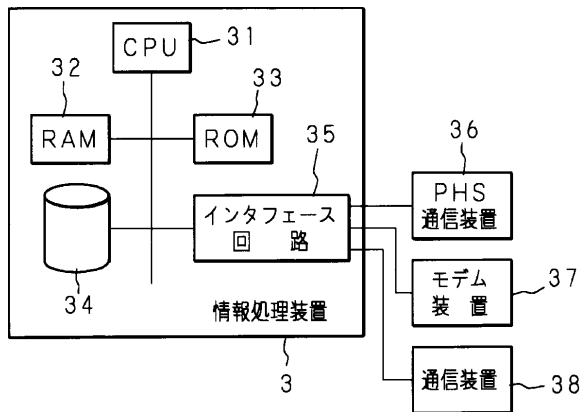 CPU
31
32
RAM
33
ROM
35
インタフェース
回 路
34
情報処理装置
3
36
PHS
通信装置
モデム
装 置
37
通信装置
38